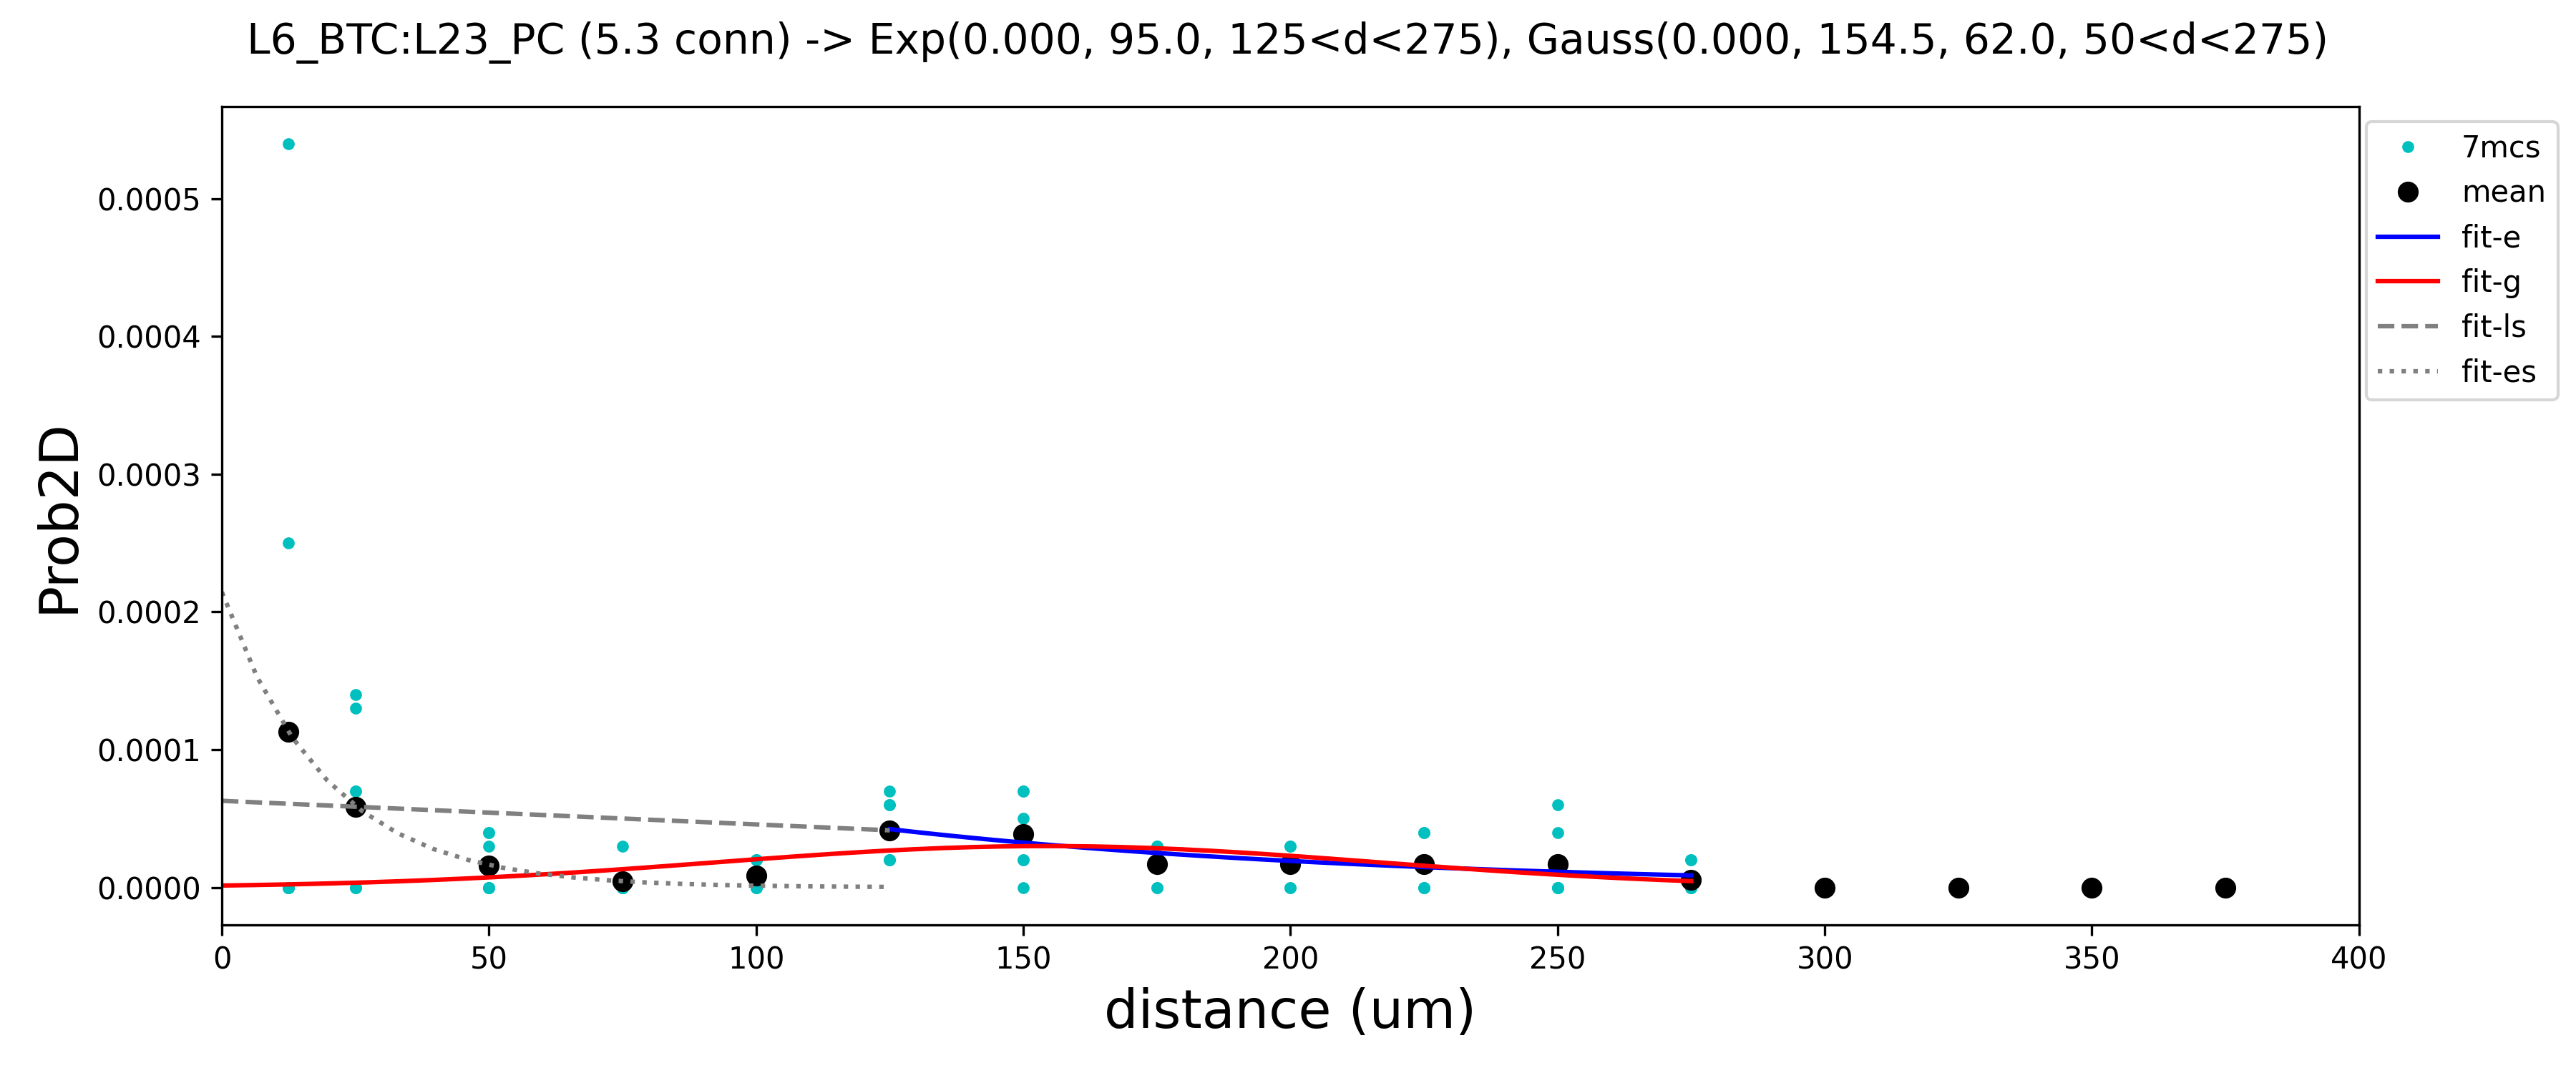 L6_BTC:L23_PC (5.3 conn) -> Exp(0.000, 95.0, 125<d<275), Gauss(0.000, 154.5, 62.0, 50<d<275)
7mcs
mean
fit-e
fit-g
fit-ls
fit-es
Prob2D
0.0005
0.0004
0.0003
0.0002
0.0001
0.0000
0 50 100 150 200 250 300 350 400
distance (um)